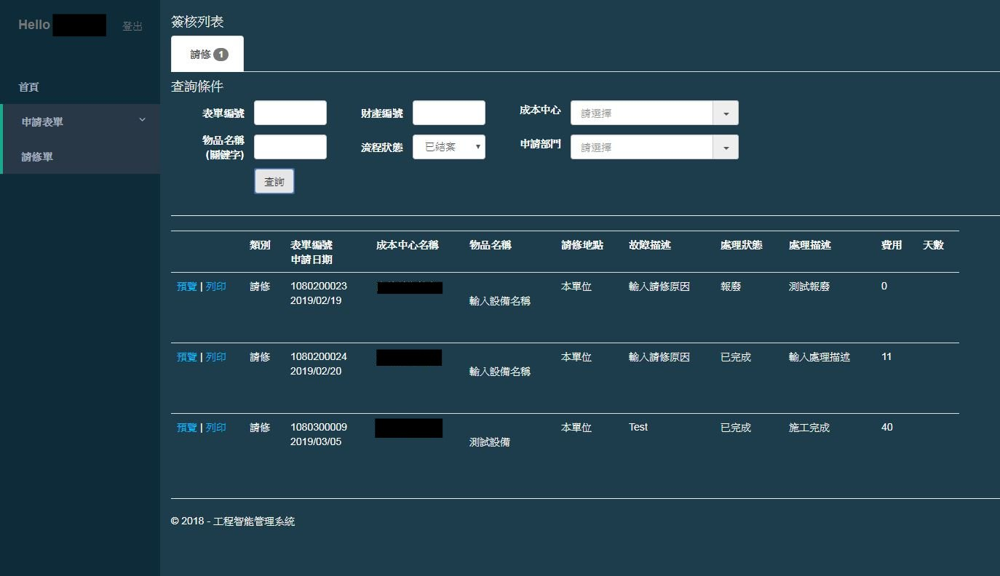 Hello
登出
首頁
申請表單
請修單
簽核列表
請修 1
查詢條件
表單編號
財產編號
成本中心 請選擇
物品名稱
(關鍵字)
流程狀態 已結案
申請部門 請選擇
查詢
類別 表單編號 成本中心名稱 物品名稱 請修地點 故障描述 處理狀態 處理描述 費用 天數
申請日期
預覽 | 列印 請修 1080200023 本單位 輸入請修原因 報廢 測試報廢 0
2019/02/19 輸入設備名稱
預覽 | 列印 請修 1080200024 本單位 輸入請修原因 已完成 輸入處理描述 11
2019/02/20 輸入設備名稱
預覽 | 列印 請修 1080300009 本單位 Test 已完成 施工完成 40
2019/03/05 測試設備
© 2018 - 工程智能管理系統